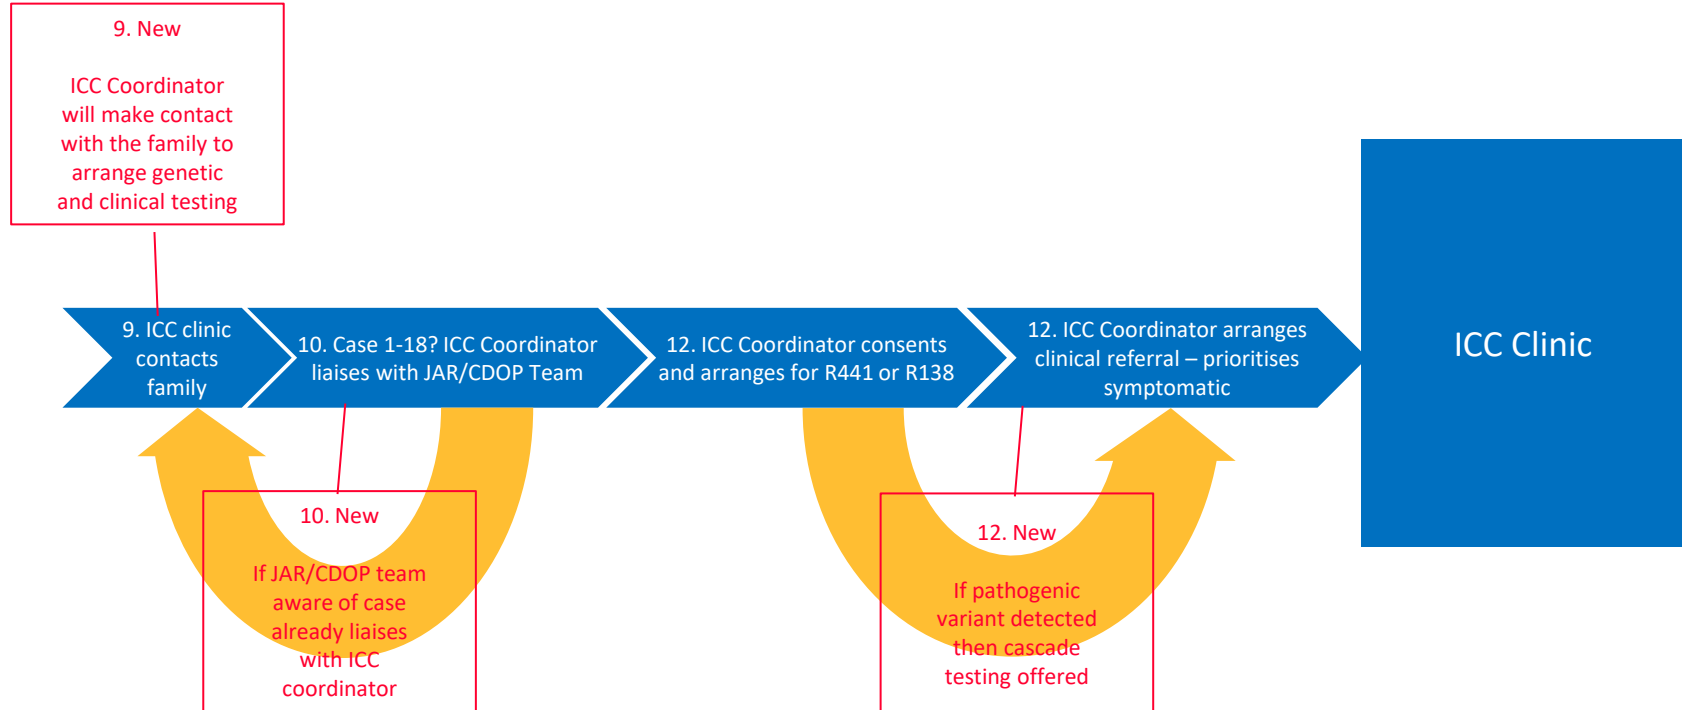 9. New
ICC Coordinator
will make contact
with the family to
arrange genetic
and clinical testing
9. ICC clinic
contacts
family
10. Case 1-18? ICC Coordinator
liaises with JAR/CDOP Team
12. ICC Coordinator consents
and arranges for R441 or R138
12. ICC Coordinator arranges
clinical referral – prioritises
symptomatic
ICC Clinic
10. New
If JAR/CDOP team
aware of case
already liaises
with ICC
coordinator
12. New
If pathogenic
variant detected
then cascade
testing offered